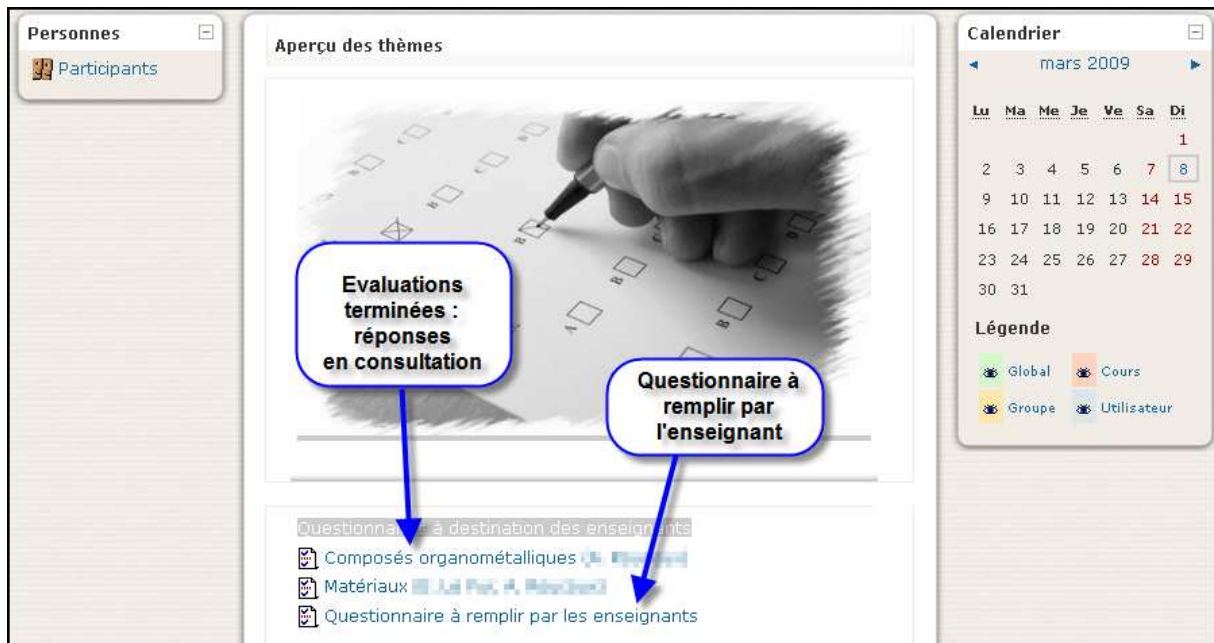 Personnes
Participants
Aperçu des thèmes
B
C
B
C
B
B
B
A
B
B
C
Evaluations
terminées :
réponses
en consultation
Questionnaire à
remplir par
l'enseignant
Questionnaire à destination des enseignants
Composés organométalliques
Matériaux
Questionnaire à remplir par les enseignants
Calendrier
mars 2009
Lu Ma Me Je Ve Sa Di
1
2 3 4 5 6 7 8
9 10 11 12 13 14 15
16 17 18 19 20 21 22
23 24 25 26 27 28 29
30 31
Légende
Global Cours
Groupe Utilisateur